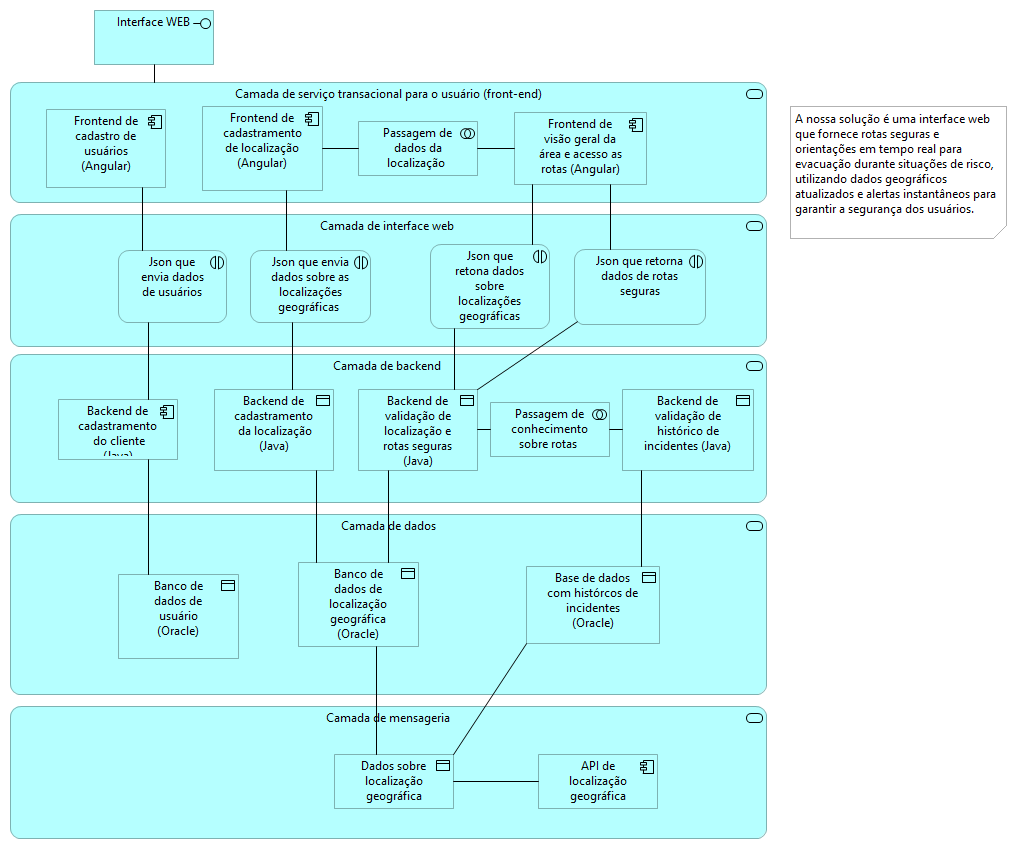 Interface WEB
Camada de serviço transacional para o usuário (front-end)
Frontend de
cadastro de
usuários
(Angular)
Frontend de
cadastramento
de localização
(Angular)
Passagem de
dados da
localização
Frontend de
visão geral da
área e acesso as
rotas (Angular)
A nossa solução é uma interface web
que fornece rotas seguras e
orientações em tempo real para
evacuação durante situações de risco,
utilizando dados geográficos
atualizados e alertas instantâneos para
garantir a segurança dos usuários.
Camada de interface web
Json que
envia dados
de usuários
Json que envia
dados sobre as
localizações
geográficas
Json que
retona dados
sobre
localizações
geográficas
Json que retorna
dados de rotas
seguras
Camada de backend
Backend de
cadastramento
do cliente
(Java)
Backend de
cadastramento
da localização
(Java)
Backend de
validação de
localização e
rotas seguras
(Java)
Passagem de
conhecimento
sobre rotas
Backend de
validação de
histórico de
incidentes (Java)
Camada de dados
Banco de
dados de
usuário
(Oracle)
Banco de
dados de
localização
geográfica
(Oracle)
Base de dados
com histórcos de
incidentes
(Oracle)
Camada de mensageria
Dados sobre
localização
geográfica
API de
localização
geográfica